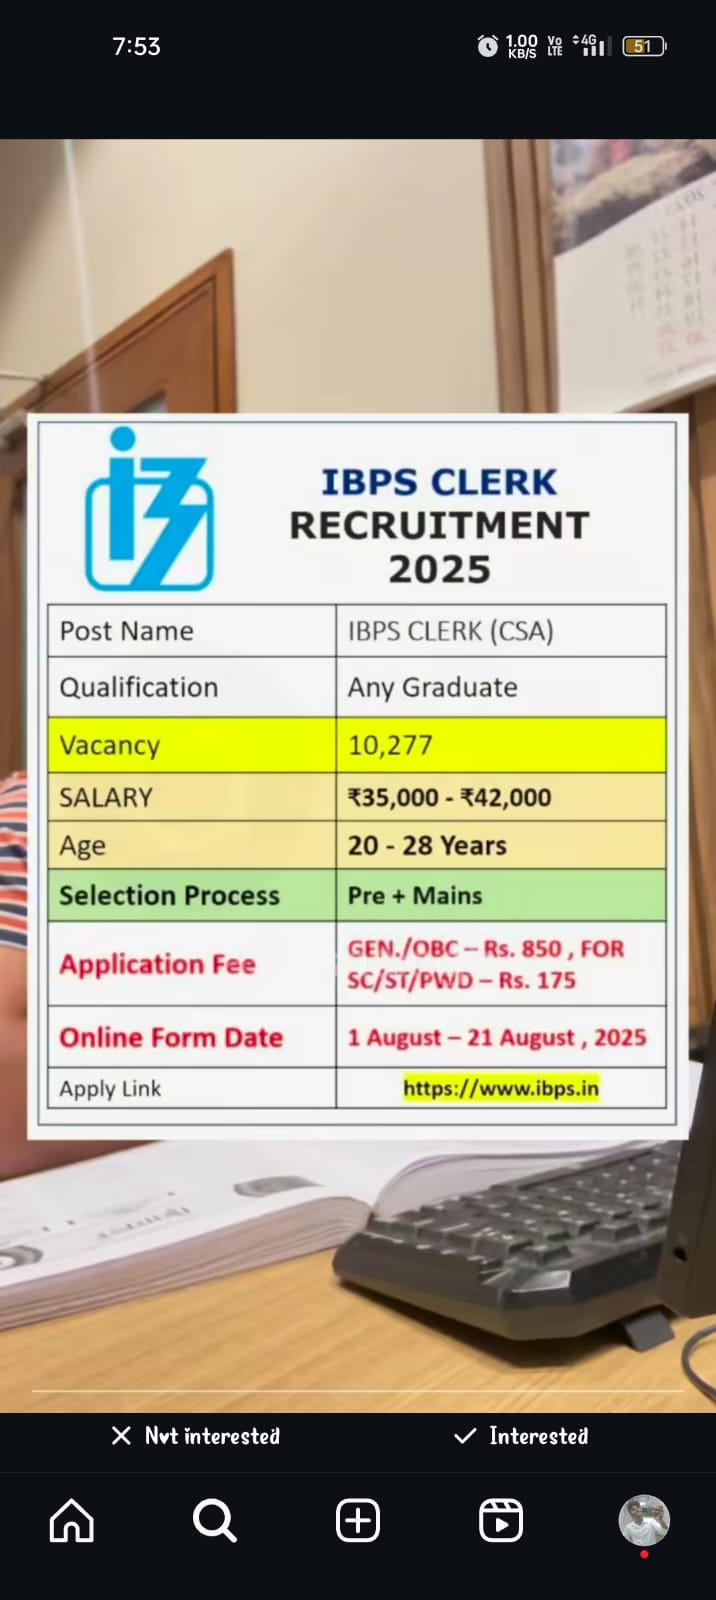 7:53
1.00
KB/S
Vo
LTE
4G
51
IBPS CLERK
RECRUITMENT
2025
Post Name
IBPS CLERK (CSA)
Qualification
Any Graduate
Vacancy
10,277
SALARY
₹35,000 - ₹42,000
Age
20 - 28 Years
Selection Process
Pre + Mains
Application Fee
GEN./OBC – Rs. 850 , FOR
SC/ST/PWD – Rs. 175
Online Form Date
1 August – 21 August , 2025
Apply Link
https://www.ibps.in
Not interested
Interested